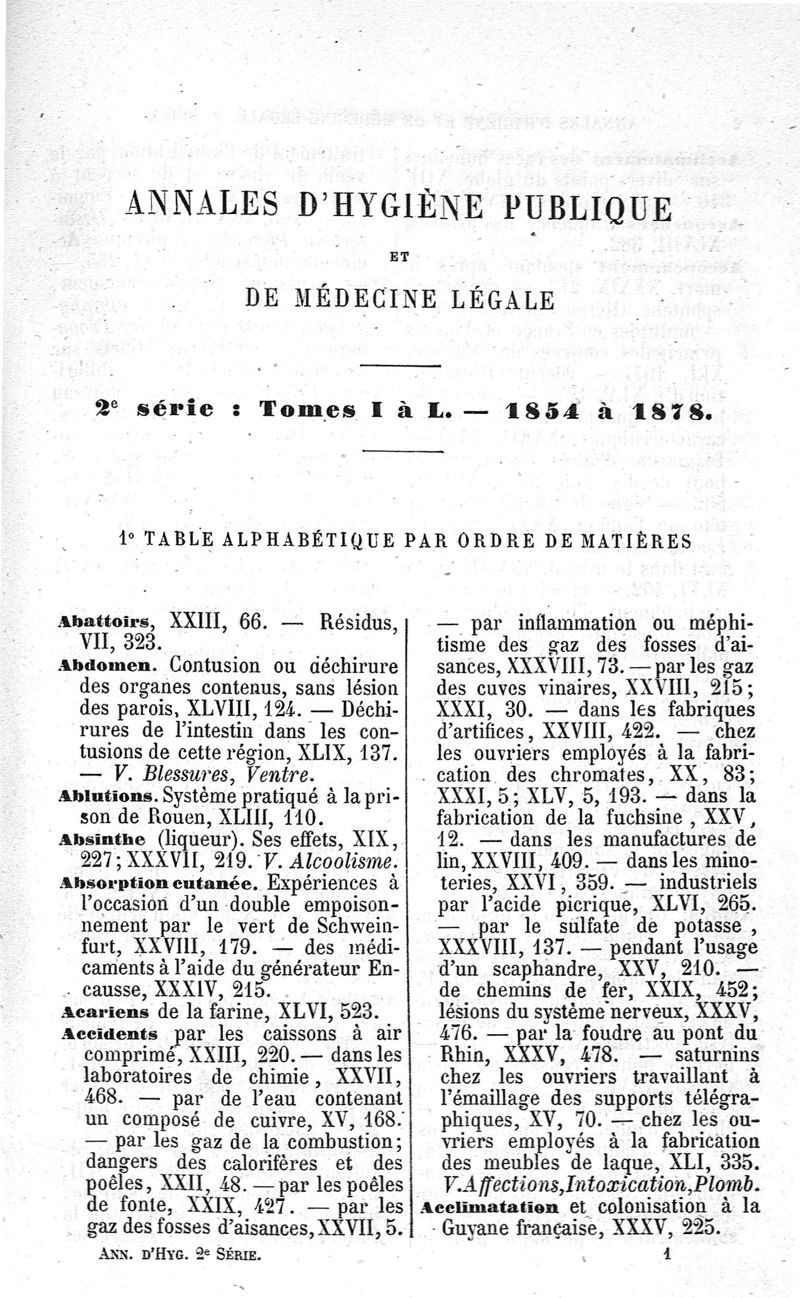 ANNALES D'HYGIÈNE PUBLIQUE
ET
DE MÉDECINE LÉGALE
2e série : Tomes I à L. — 1854 à 1878.
1o TABLE ALPHABÉTIQUE PAR ORDRE DE MATIÈRES
Abattoirs, XXIII, 66. — Résidus,
VII, 323.
Abdomen. Contusion ou déchirure
des organes contenus, sans lésion
des parois, XLVIII, 124. — Déchi-
rures de l'intestin dans les con-
tusions de cette région, XLIX, 137.
— V. Blessures, Ventre.
Ablutions. Système pratiqué à la pri-
son de Rouen, XLIII, 110.
Absinthe (liqueur). Ses effets, XIX,
227; XXXVII, 219. V. Alcoolisme.
Absorption cutanée. Expériences à
l'occasion d'un double empoison-
nement par le vert de Schwein-
furt, XXVIII, 179. — des médi-
caments à l'aide du générateur En-
causse, XXXIV, 215.
Acariens de la farine, XLVI, 523.
Accidents par les caissons à air
comprimé, XXIII, 220. — dans les
laboratoires de chimie, XXVII,
468. — par de l'eau contenant
un composé de cuivre, XV, 168.
— par les gaz de la combustion;
dangers des calorifères et des
poêles, XXII, 48. — par les poêles
de fonte, XXIX, 427. — par les
gaz des fosses d'aisances, XXVII, 5.
— par inflammation ou méphi-
tisme des gaz des fosses d'ai-
sances, XXXVIII, 73. — par les gaz
des cuves vinaires, XXVIII, 215;
XXXI, 30. — dans les fabriques
d'artifices, XXVIII, 422. — chez
les ouvriers employés à la fabri-
cation des chromates, XX, 83;
XXXI, 5; XLV, 5, 193. — dans la
fabrication de la fuchsine, XXV,
12. — dans les manufactures de
lin, XXVIII, 409. — dans les mino-
teries, XXVI, 359. — industriels
par l'acide picrique, XLVI, 265.
— par le sulfate de potasse,
XXXVIII, 137. — pendant l'usage
d'un scaphandre, XXV, 210. —
de chemins de fer, XXIX, 452;
lésions du système nerveux, XXXV,
476. — par la foudre au pont du
Rhin, XXXV, 478. — saturnins
chez les ouvriers travaillant à
l'émaillage des supports télégra-
phiques, XV, 70. — chez les ou-
vriers employés à la fabrication
des meubles de laque, XLI, 335.
V. Affections, Intoxication, Plomb.
Acclimatation et colonisation à la
Guyane française, XXXV, 225.
ANN. D'HYG. 2e SÉRIE. 1